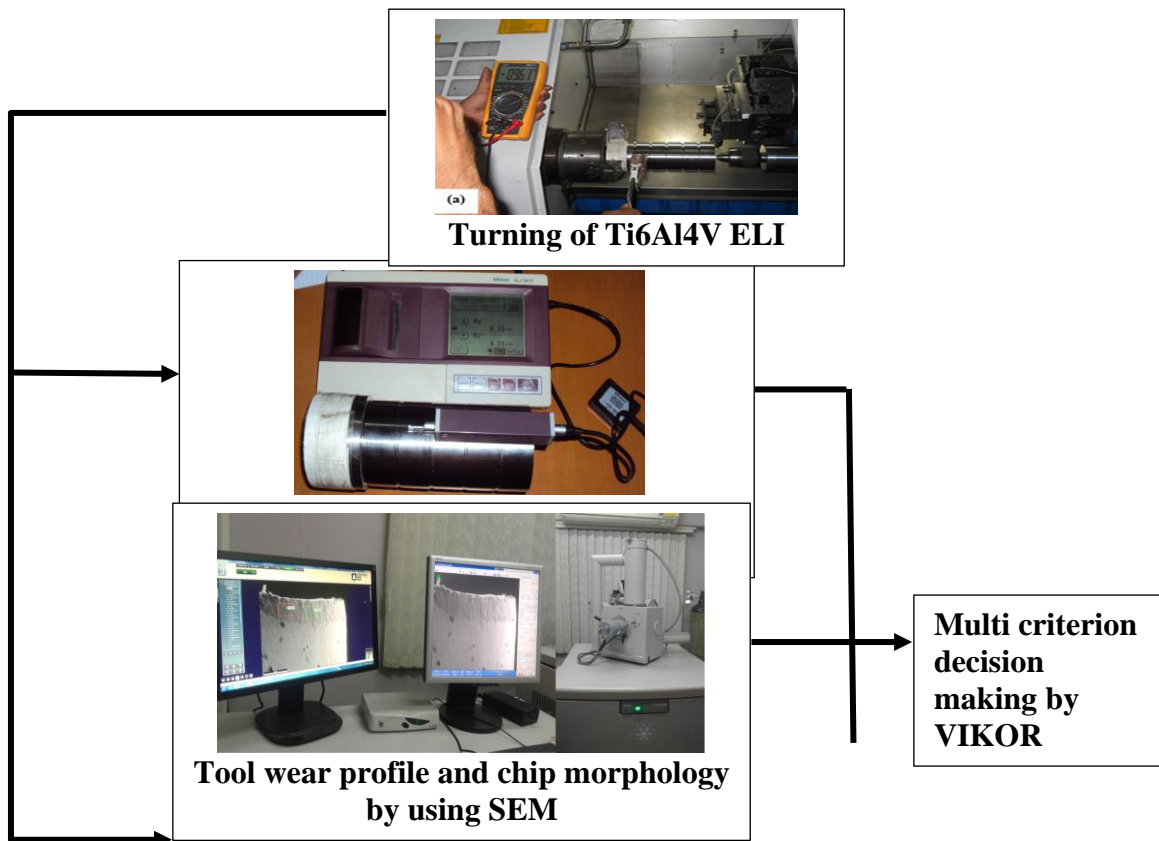 -0961
(a)
Turning of Ti6Al4V ELI
Tool wear profile and chip morphology
by using SEM
Multi criterion
decision
making by
VIKOR